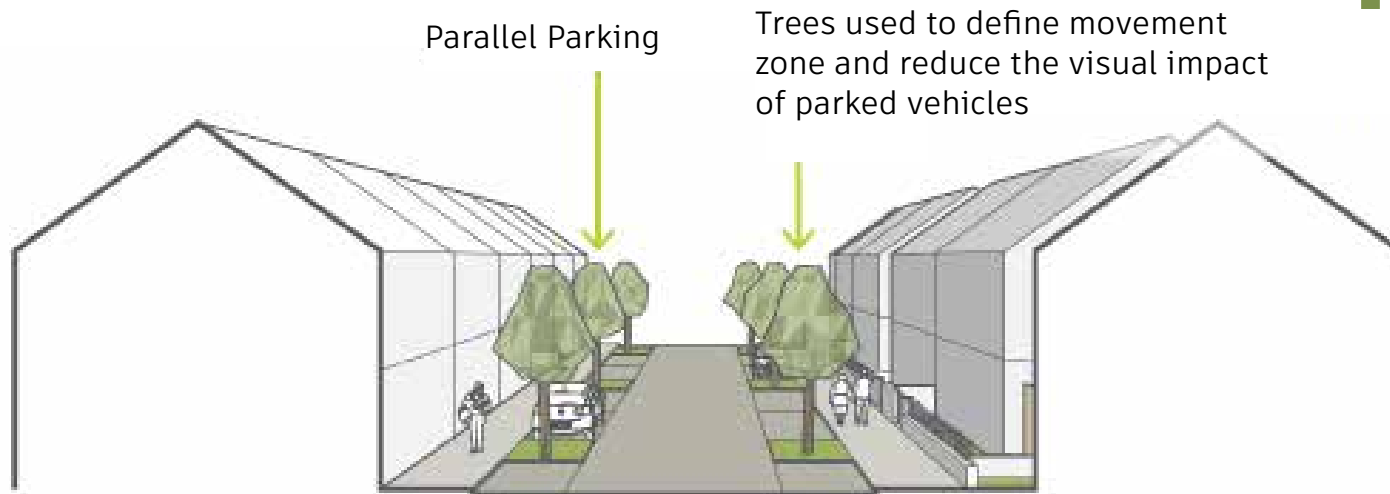 Parallel Parking
Trees used to define movement
zone and reduce the visual impact
of parked vehicles